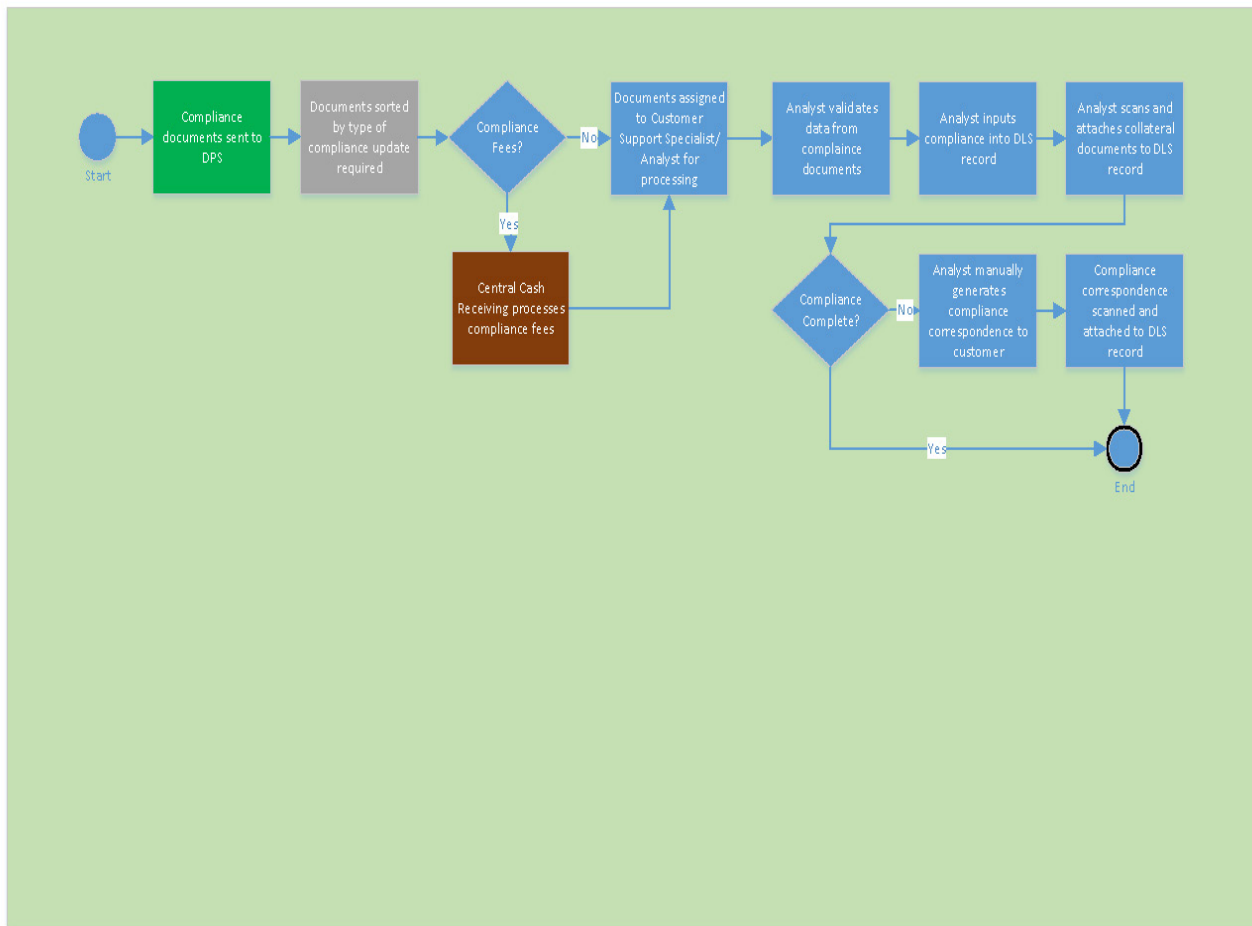 Start
Compliance
documents sent to
DPS
Documents sorted
by type of
compliance update
required
Compliance
Fees?
No
Yes
Central Cash
Receiving processes
compliance fees
Documents assigned
to Customer
Support Specialist/
Analyst for
processing
Analyst validates
data from
complaince
documents
Analyst inputs
compliance into DLS
record
Analyst scans and
attaches collateral
documents to DLS
record
Compliance
Complete?
No
Analyst manually
generates
compliance
correspondence to
customer
Compliance
correspondence
scanned and
attached to DLS
record
Yes
End